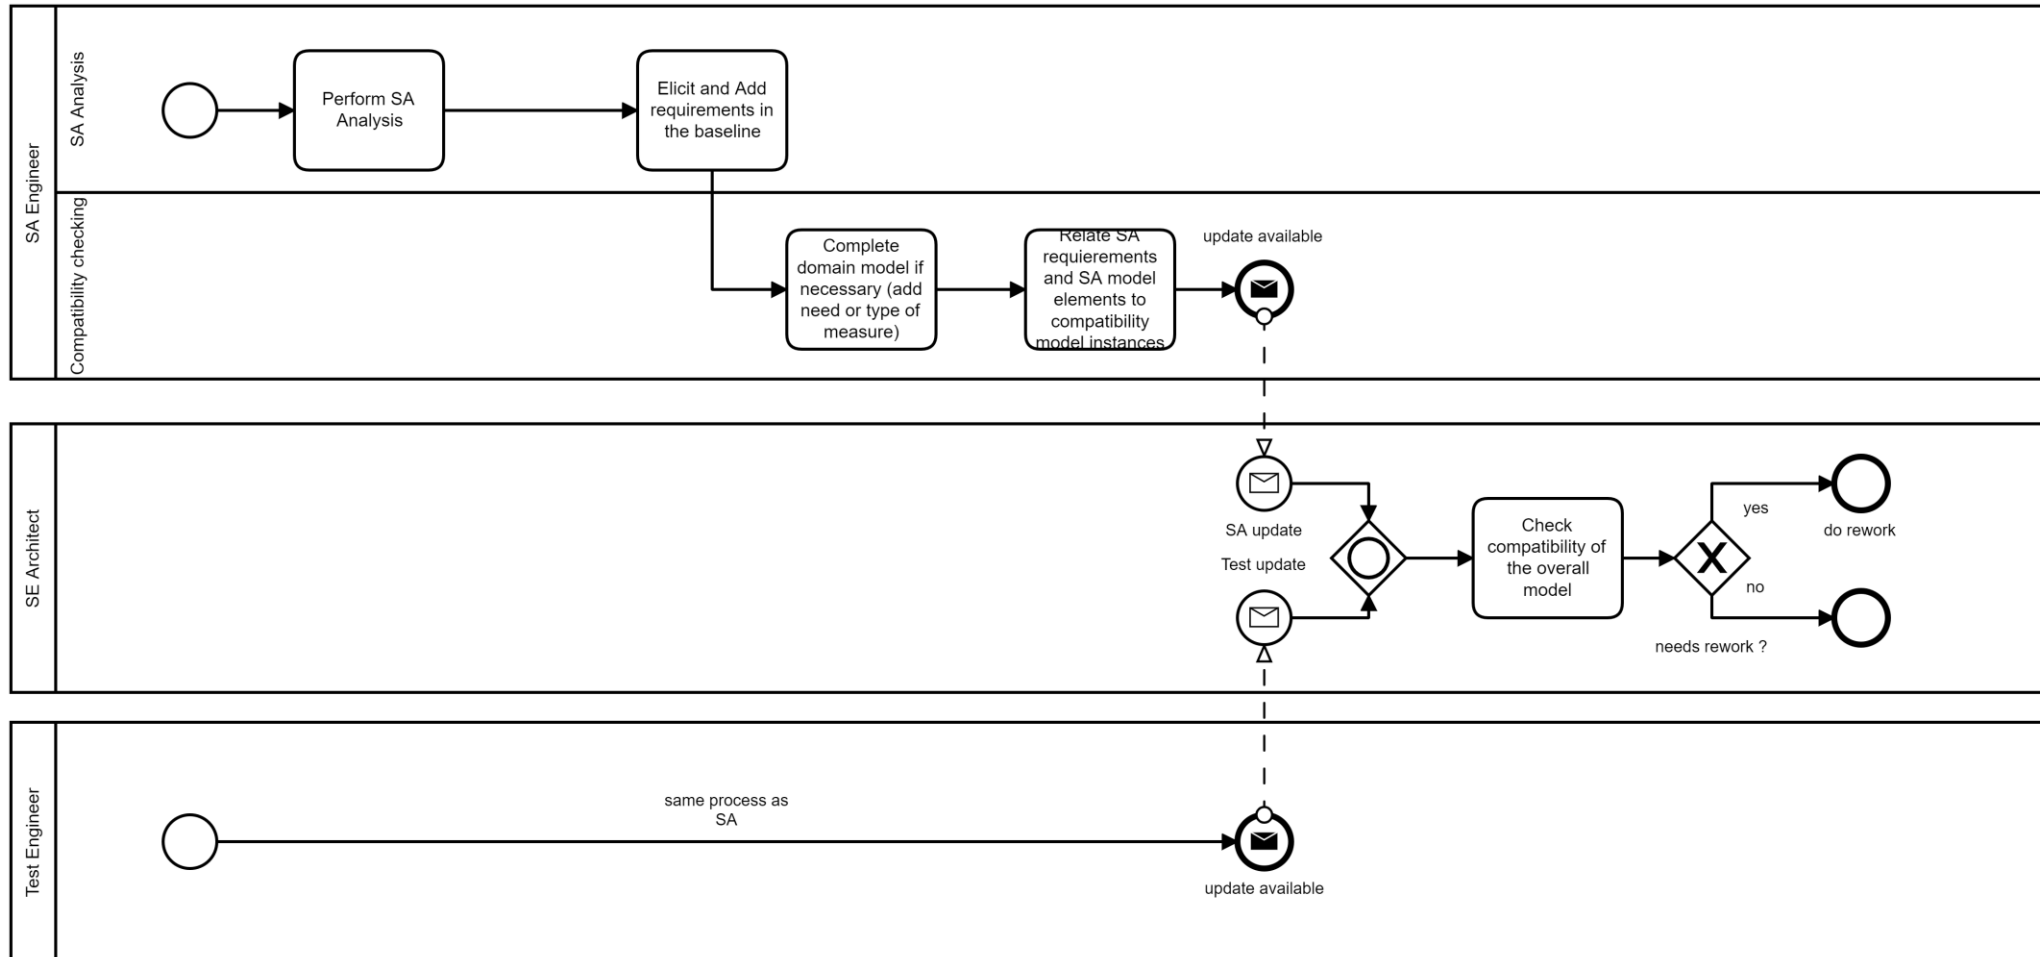 SA Engineer
SA Analysis
Perform SA
Analysis
Elicit and Add
requirements in
the baseline
Compatibility checking
Complete
domain model if
necessary (add
need or type of
measure)
Relate SA
requierements
and SA model
elements to
compatibility
model instances
update available
SE Architect
SA update
Test update
Check
compatibility of
the overall
model
yes
no
needs rework ?
do rework
Test Engineer
same process as
SA
update available